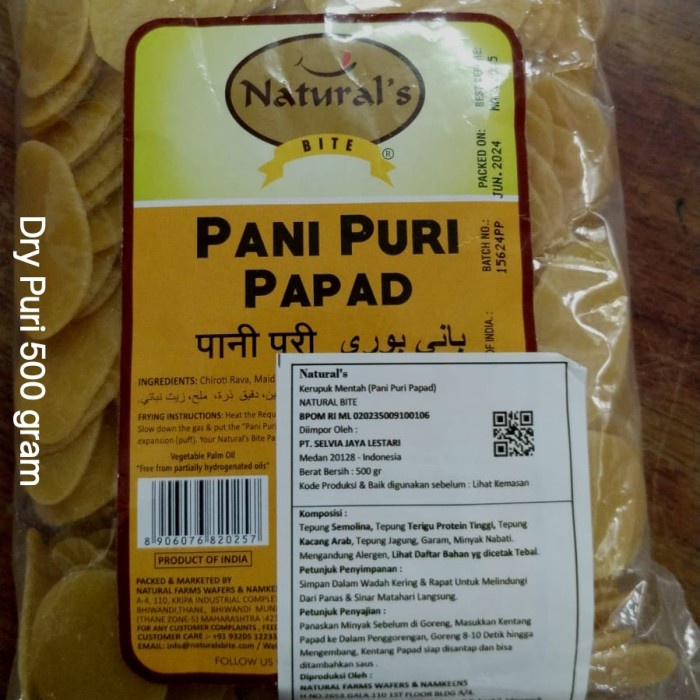 Natural's
BITE
®
PANI PURI
PAPAD
पानी पूरी
باني بوري
PACKED ON:
JUN. 2024
BATCH NO.:
15624PP
OF INDIA.:
INGREDIENTS: Chiroti Rava,
دقيق ذرة، ملح، زيت نباتي.
FRYING INSTRUCTIONS: Heat the
Slow down the gas & put the "Pani
expansion (puff). Your Natural's Bite
Vegetable Palm Oil
"Free from partially hydrogenated oils"
8 906076 820257
PRODUCT OF INDIA
PACKED & MARKETED BY
NATURAL FARMS WAFERS &
A-4, 110, KRIPA INDUSTRIAL
BHIWANDI,THANE, BHIWANDI
(THANE ZONE-5) MAHARASHTRA
FOR ANY CUSTOMER COMPLAINTS,
CUSTOMER CARE :- +91 93205
EMAIL: info@naturalsbite.com /
FOLLOW US
Natural's
Kerupuk Mentah (Pani Puri Papad)
NATURAL BITE
BPOM RI ML 020235009100106
Diimpor Oleh :
PT. SELVIA JAYA LESTARI
Medan 20128 - Indonesia
Berat Bersih : 500 gr
Kode Produksi & Baik digunakan sebelum : Lihat Kemasan
Komposisi :
Tepung Semolina, Tepung Terigu Protein Tinggi, Tepung
Kacang Arab, Tepung Jagung, Garam, Minyak Nabati.
Mengandung Alergen, Lihat Daftar Bahan yg dicetak Tebal.
Petunjuk Penyimpanan :
Simpan Dalam Wadah Kering & Rapat Untuk Melindungi
Dari Panas & Sinar Matahari Langsung.
Petunjuk Penyajian :
Panaskan Minyak Sebelum di Goreng, Masukkan Kentang
Papad ke Dalam Penggorengan, Goreng 8-10 Detik hingga
Mengembang, Kentang Papad siap disantap dan bisa
ditambahkan saus .
Diproduksi Oleh :
NATURAL FARMS WAFERS & NAMKEENS
Dry Puri 500 gram